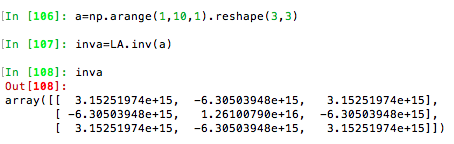 In [106]: a=np.arange(1,10,1).reshape(3,3)
In [107]: inva=LA.inv(a)
In [108]: inva
Out[108]:
array([[ 3.15251974e+15, -6.30503948e+15, 3.15251974e+15],
[ -6.30503948e+15, 1.26100790e+16, -6.30503948e+15],
[ 3.15251974e+15, -6.30503948e+15, 3.15251974e+15]])